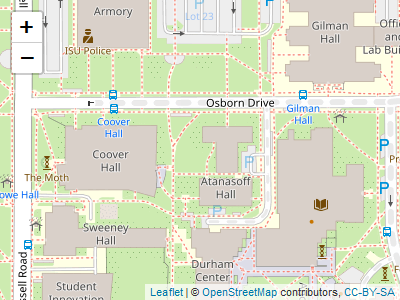 +
−
Armory
Lot 23
ISU Police
Gilman
Hall
Offic
and
Lab Buil
Osborn Drive
Coover
Hall
Gilman
Hall
P
Coover
Hall
The Moth
P
P
Pr
owe Hall
Atanasoff
Hall
P
P
Sweeney
Hall
ssell Road
Durham
Center
Student
Innovation
F
Leaflet | © OpenStreetMap contributors, CC-BY-SA